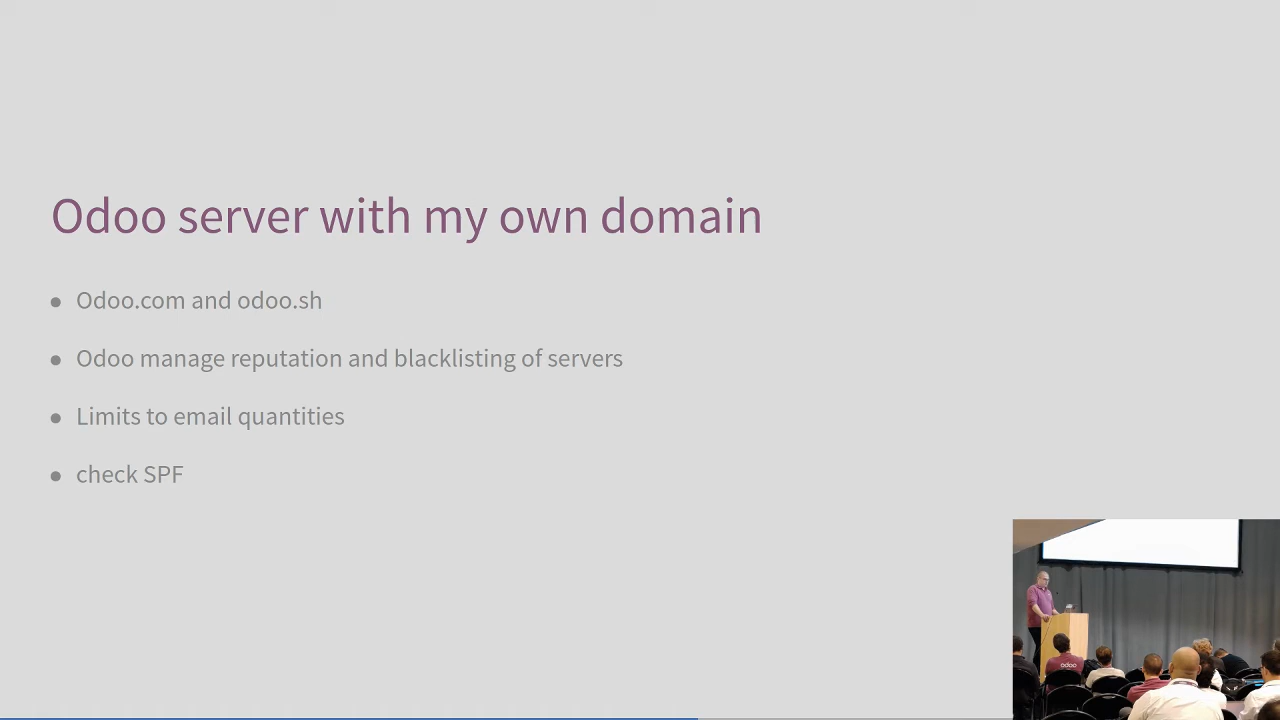 Odoo server with my own domain
Odoo.com and odoo.sh
Odoo manage reputation and blacklisting of servers
Limits to email quantities
check SPF
odoo